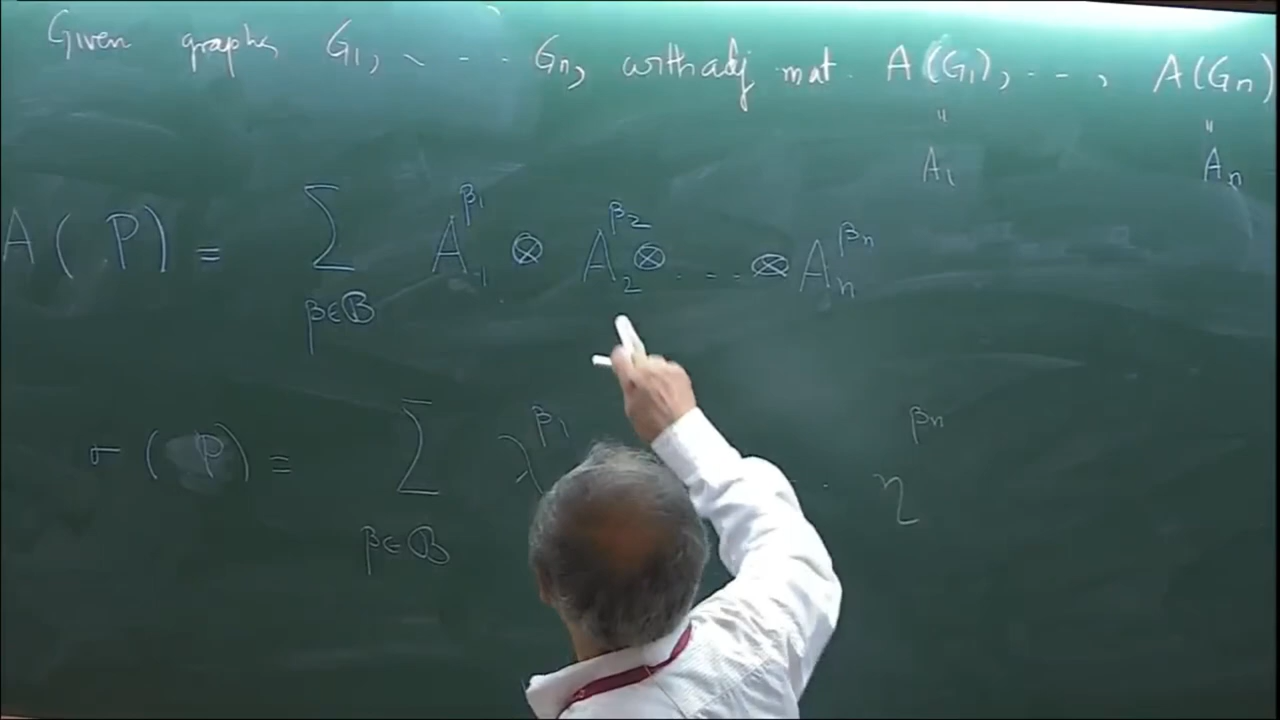 Given graphs G₁, . . . Gₙ, with adj mat. A(G₁), . . , A(Gₙ)
" "
A₁ Aₙ
A(P) = Σ A₁^β₁ ⊗ A₂^β₂ ⊗ . . . ⊗ Aₙ^βₙ
β∈𝔹
σ(P) = Σ λ^β₁ . . η^βₙ
β∈𝔹